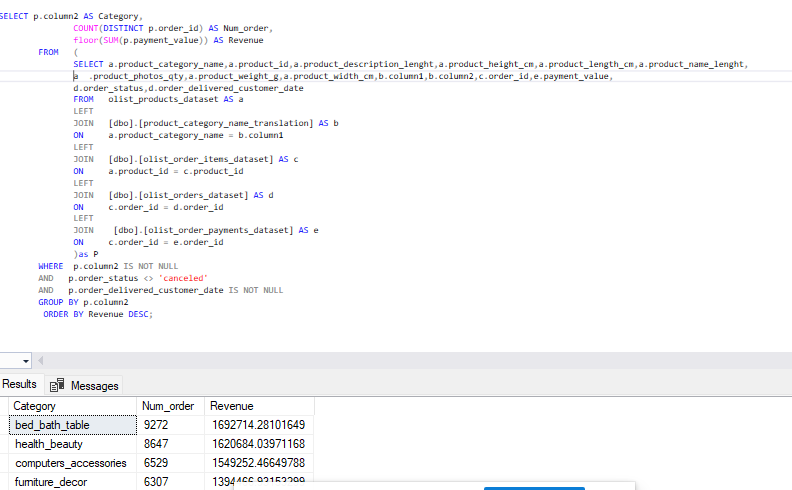 SELECT p.column2 AS Category,
COUNT(DISTINCT p.order_id) AS Num_order,
floor(SUM(p.payment_value)) AS Revenue
FROM (
SELECT a.product_category_name,a.product_id,a.product_description_lenght,a.product_height_cm,a.product_length_cm,a.product_name_lenght,
a .product_photos_qty,a.product_weight_g,a.product_width_cm,b.column1,b.column2,c.order_id,e.payment_value,
d.order_status,d.order_delivered_customer_date
FROM olist_products_dataset AS a
LEFT
JOIN [dbo].[product_category_name_translation] AS b
ON a.product_category_name = b.column1
LEFT
JOIN [dbo].[olist_order_items_dataset] AS c
ON a.product_id = c.product_id
LEFT
JOIN [dbo].[olist_orders_dataset] AS d
ON c.order_id = d.order_id
LEFT
JOIN [dbo].[olist_order_payments_dataset] AS e
ON c.order_id = e.order_id
)as P
WHERE p.column2 IS NOT NULL
AND p.order_status <> 'canceled'
AND p.order_delivered_customer_date IS NOT NULL
GROUP BY p.column2
ORDER BY Revenue DESC;
Results Messages
Category Num_order Revenue
bed_bath_table 9272 1692714.28101649
health_beauty 8647 1620684.03971168
computers_accessories 6529 1549252.46649788
furniture_decor 6307 1394466.93153299